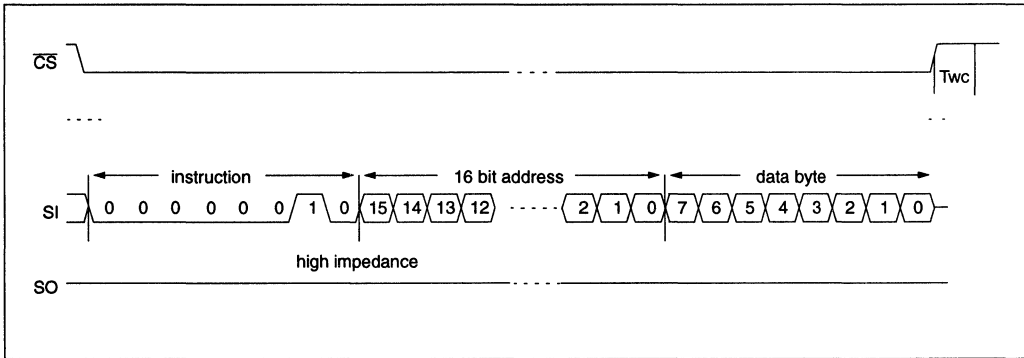 CS
Twc
instruction 16 bit address data byte
SI 0 0 0 0 0 0 1 0 15 14 13 12 2 1 0 7 6 5 4 3 2 1 0
high impedance
SO